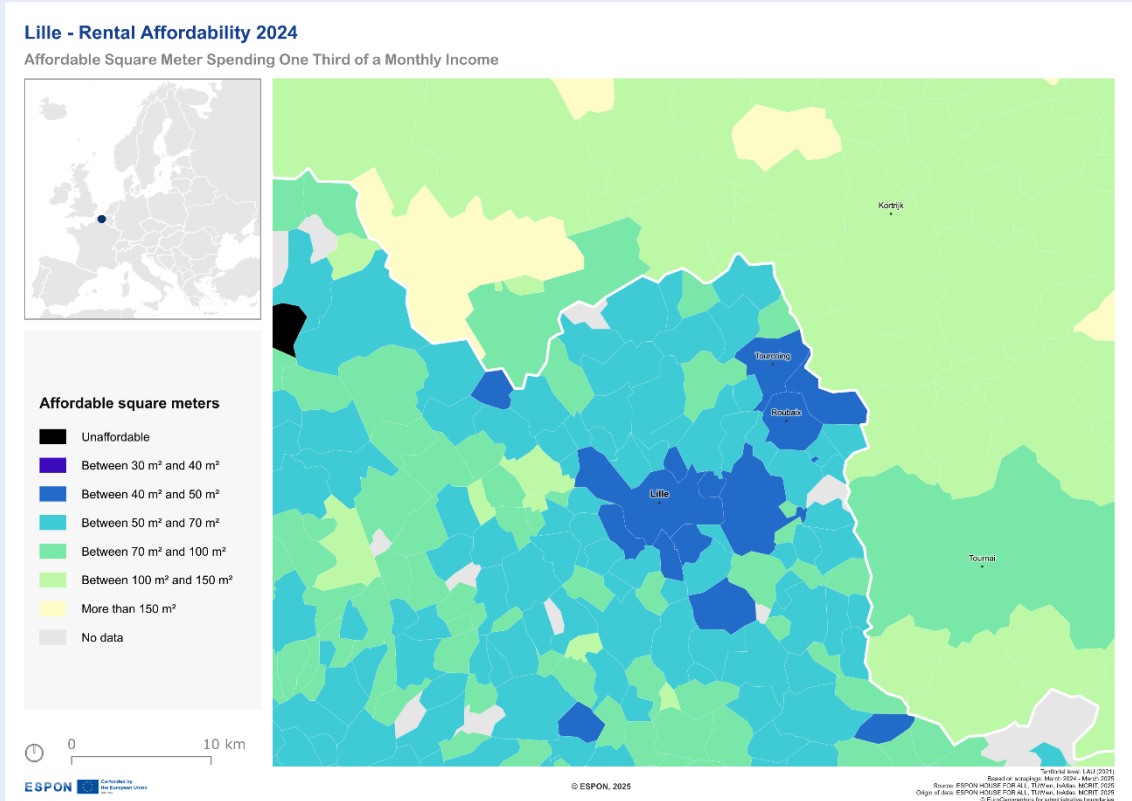 Lille - Rental Affordability 2024
Affordable Square Meter Spending One Third of a Monthly Income
Kortrijk
Tourcoing
Roubaix
Lille
Tournai
Affordable square meters
Unaffordable
Between 30 m² and 40 m²
Between 40 m² and 50 m²
Between 50 m² and 70 m²
Between 70 m² and 100 m²
Between 100 m² and 150 m²
More than 150 m²
No data
0 10 km
ESPON
Co-funded by
the European Union
© ESPON, 2025
Territorial level: LAU (2021)
Based on scrapings: March 2024 - March 2025
Source: ESPON HOUSE FOR ALL, TUWien, InAtlas, MCRIT, 2025
Origin of data: ESPON HOUSE FOR ALL, TUWien, InAtlas, MCRIT, 2025
© EuroGeographics for administrative boundaries